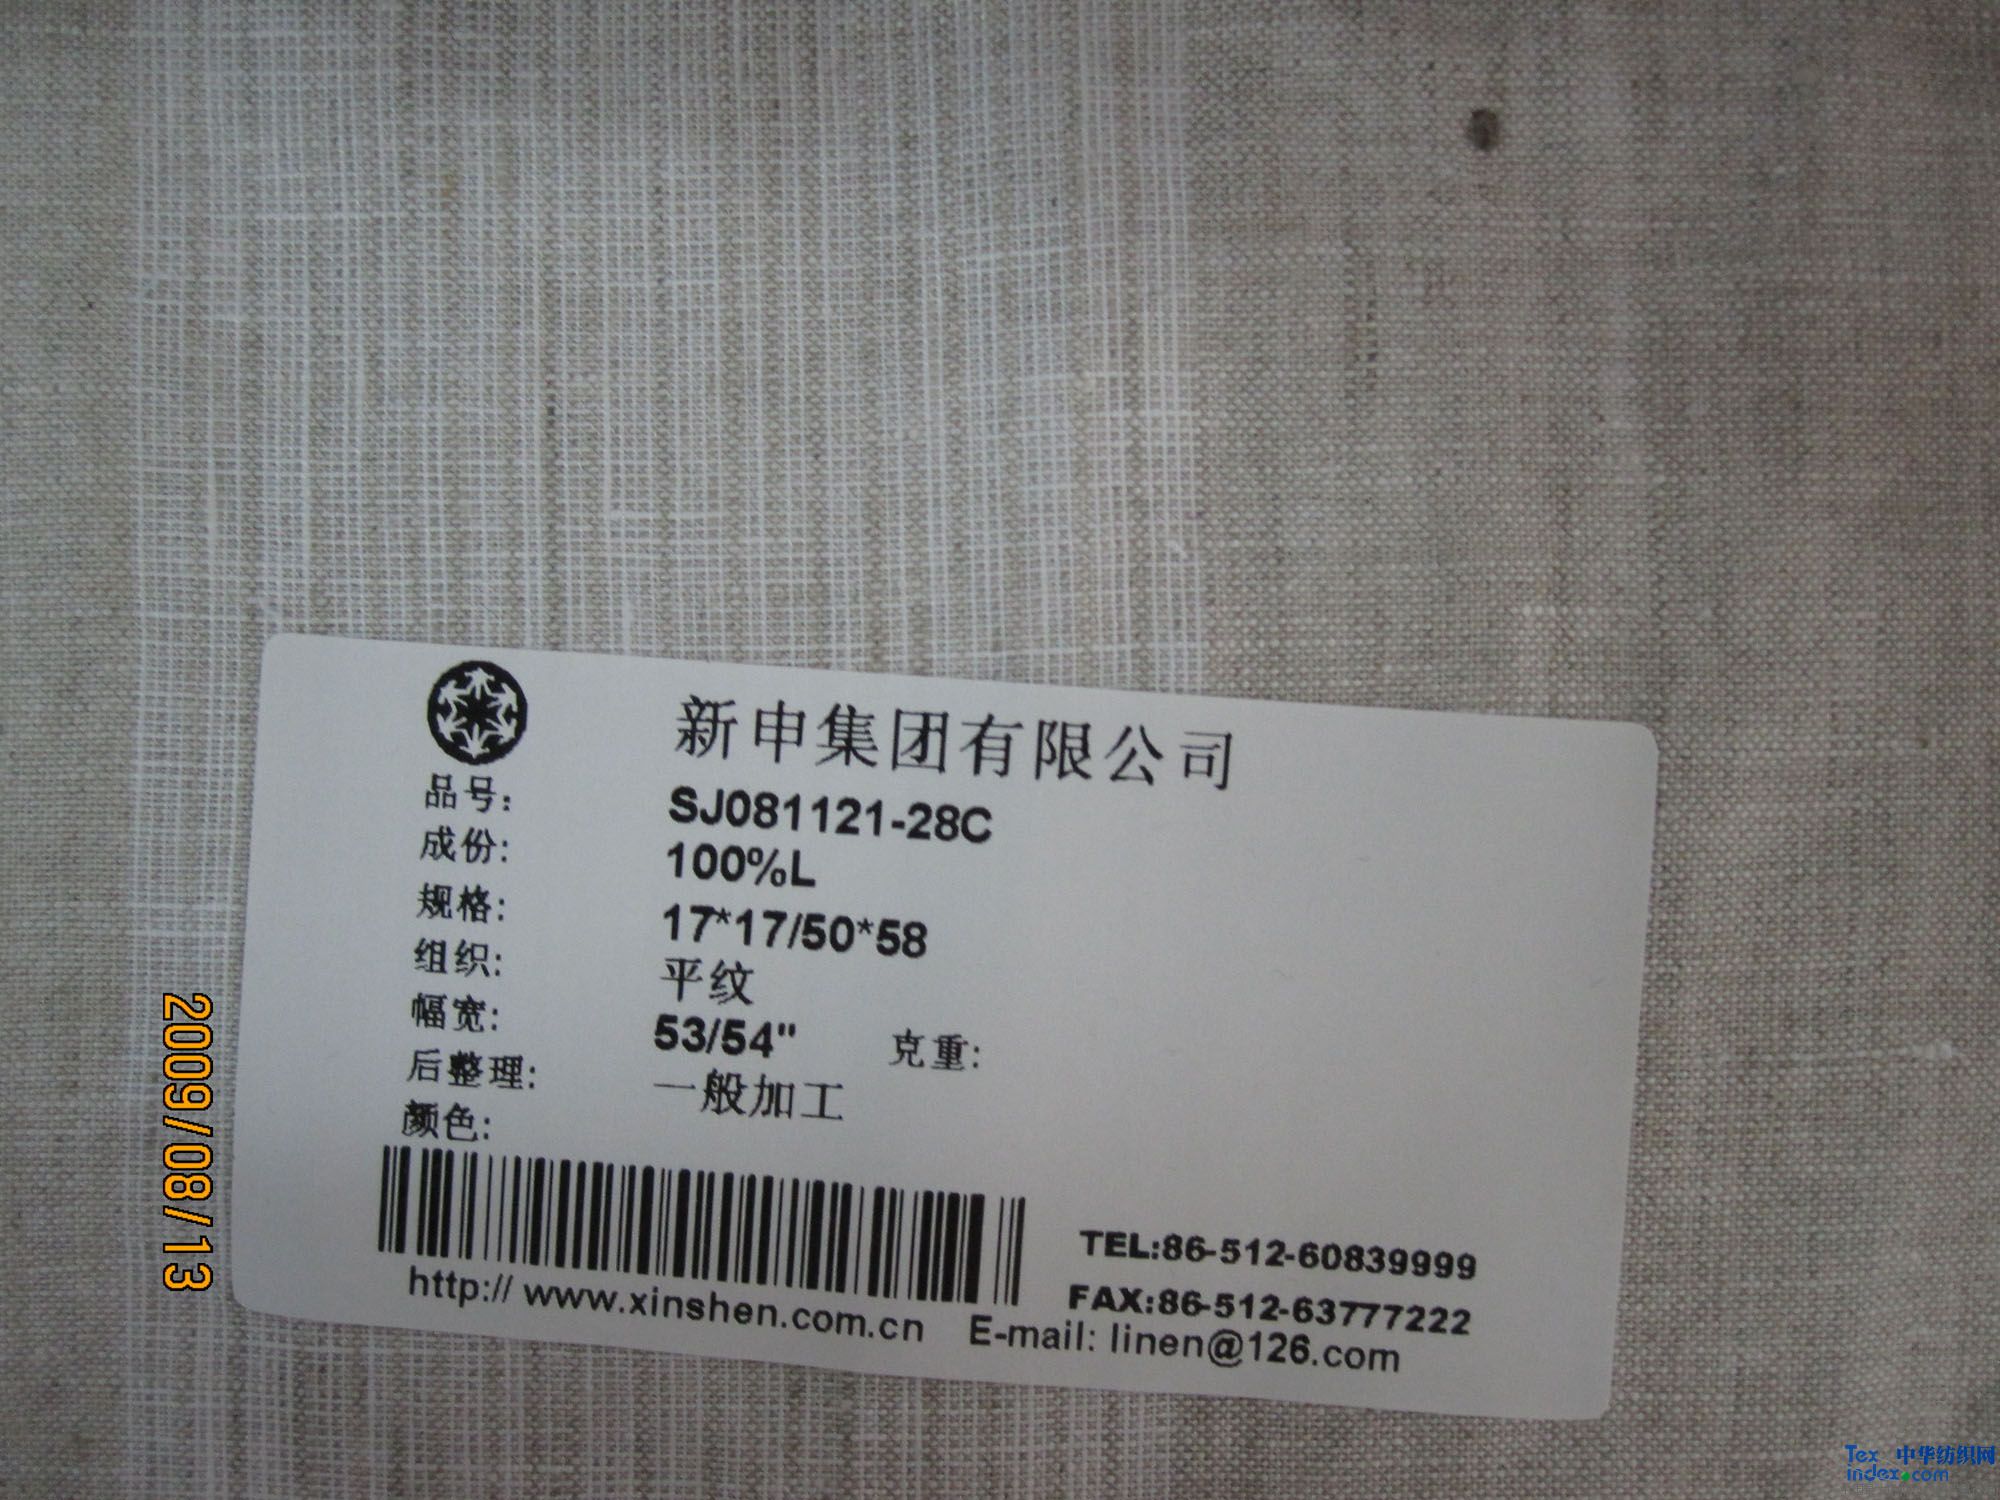 新申集团有限公司
品号: SJ081121-28C
成份: 100%L
规格: 17*17/50*58
组织: 平纹
幅宽: 53/54" 克重:
后整理: 一般加工
颜色:
TEL:86-512-60839999
FAX:86-512-63777222
http:// www.xinshen.com.cn E-mail: linen@126.com
2009/08/13
Tex 中华纺织网
index.com